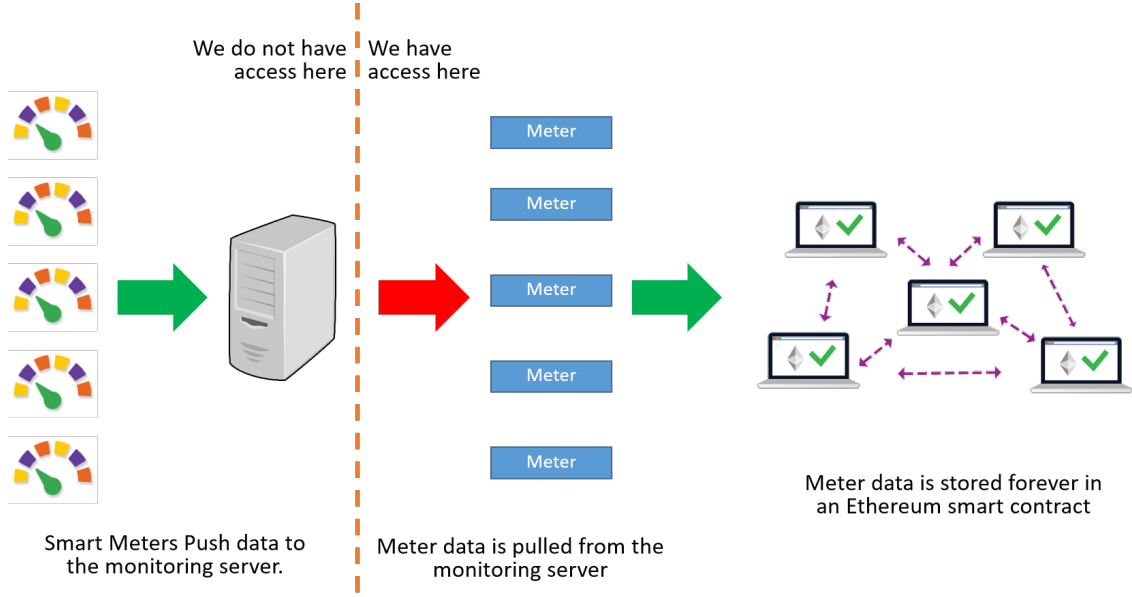 We do not have
access here
We have
access here
Meter
Meter
Meter
Meter
Meter
Smart Meters Push data to
the monitoring server.
Meter data is pulled from the
monitoring server
Meter data is stored forever in
an Ethereum smart contract